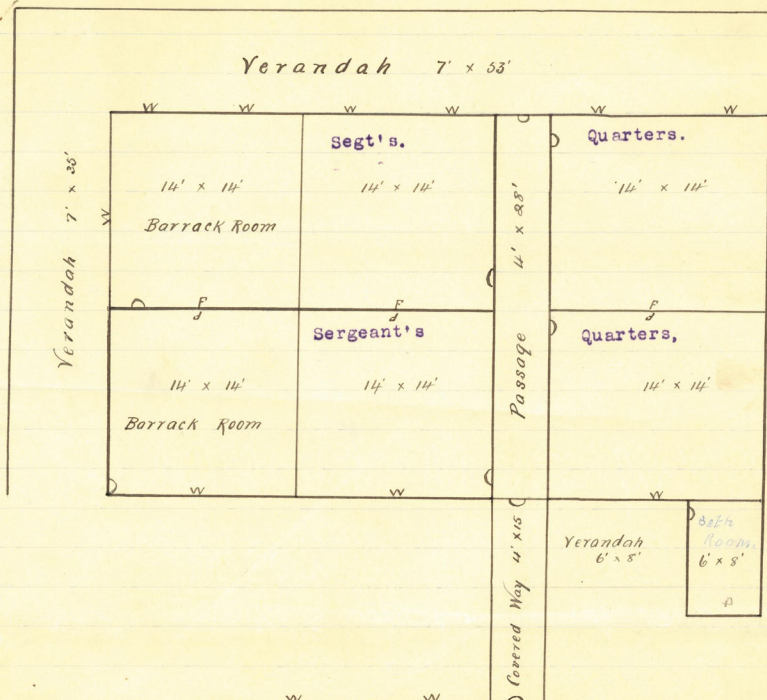 Verandah 7' x 53'
W W W W W W
Segt's. Quarters.
14' x 14' 14' x 14' 14' x 14'
Barrack Room
W
Verandah 7' x 35'
Passage 4' x 28'
F F F
d d d
Sergeant's Quarters,
14' x 14' 14' x 14' 14' x 14'
Barrack Room
W W W
Covered Way 4' x 15
Verandah
6' x 8'
Bath
Room.
6' x 8'
W W